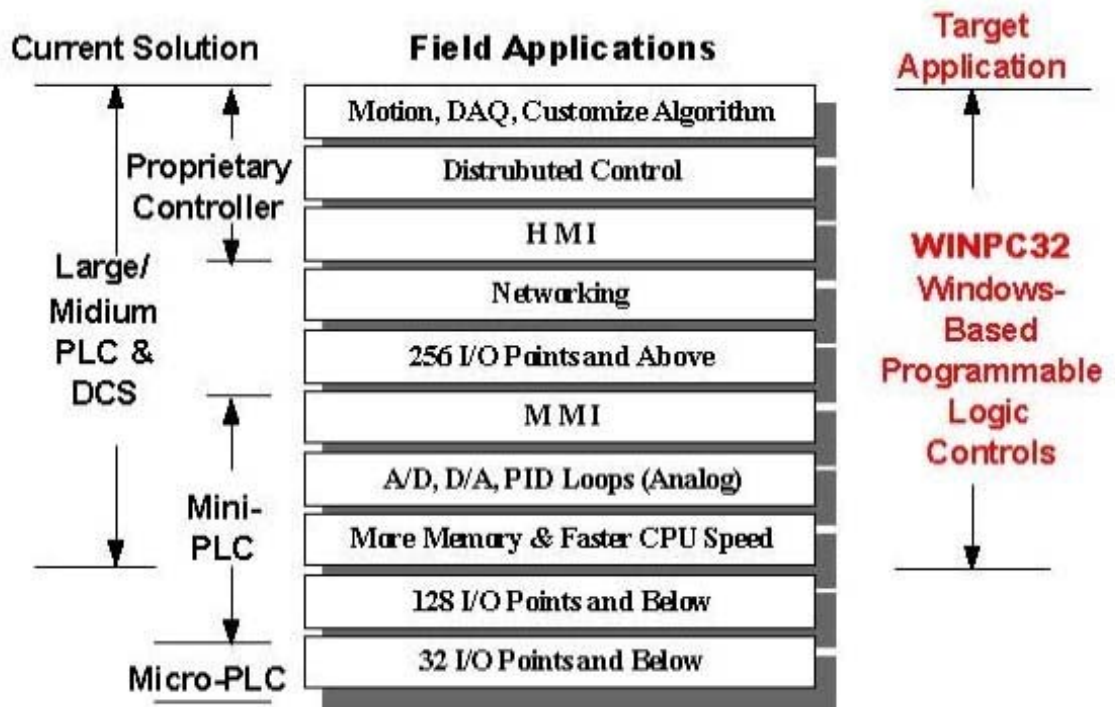 Current Solution
Field Applications
Target
Application
Motion, DAQ, Customize Algorithm
Distrubuted Control
HMI
Networking
256 I/O Points and Above
MMI
A/D, D/A, PID Loops (Analog)
More Memory & Faster CPU Speed
128 I/O Points and Below
32 I/O Points and Below
Proprietary
Controller
Large/
Midium
PLC &
DCS
Mini-
PLC
Micro-PLC
WINPC32
Windows-
Based
Programmable
Logic
Controls